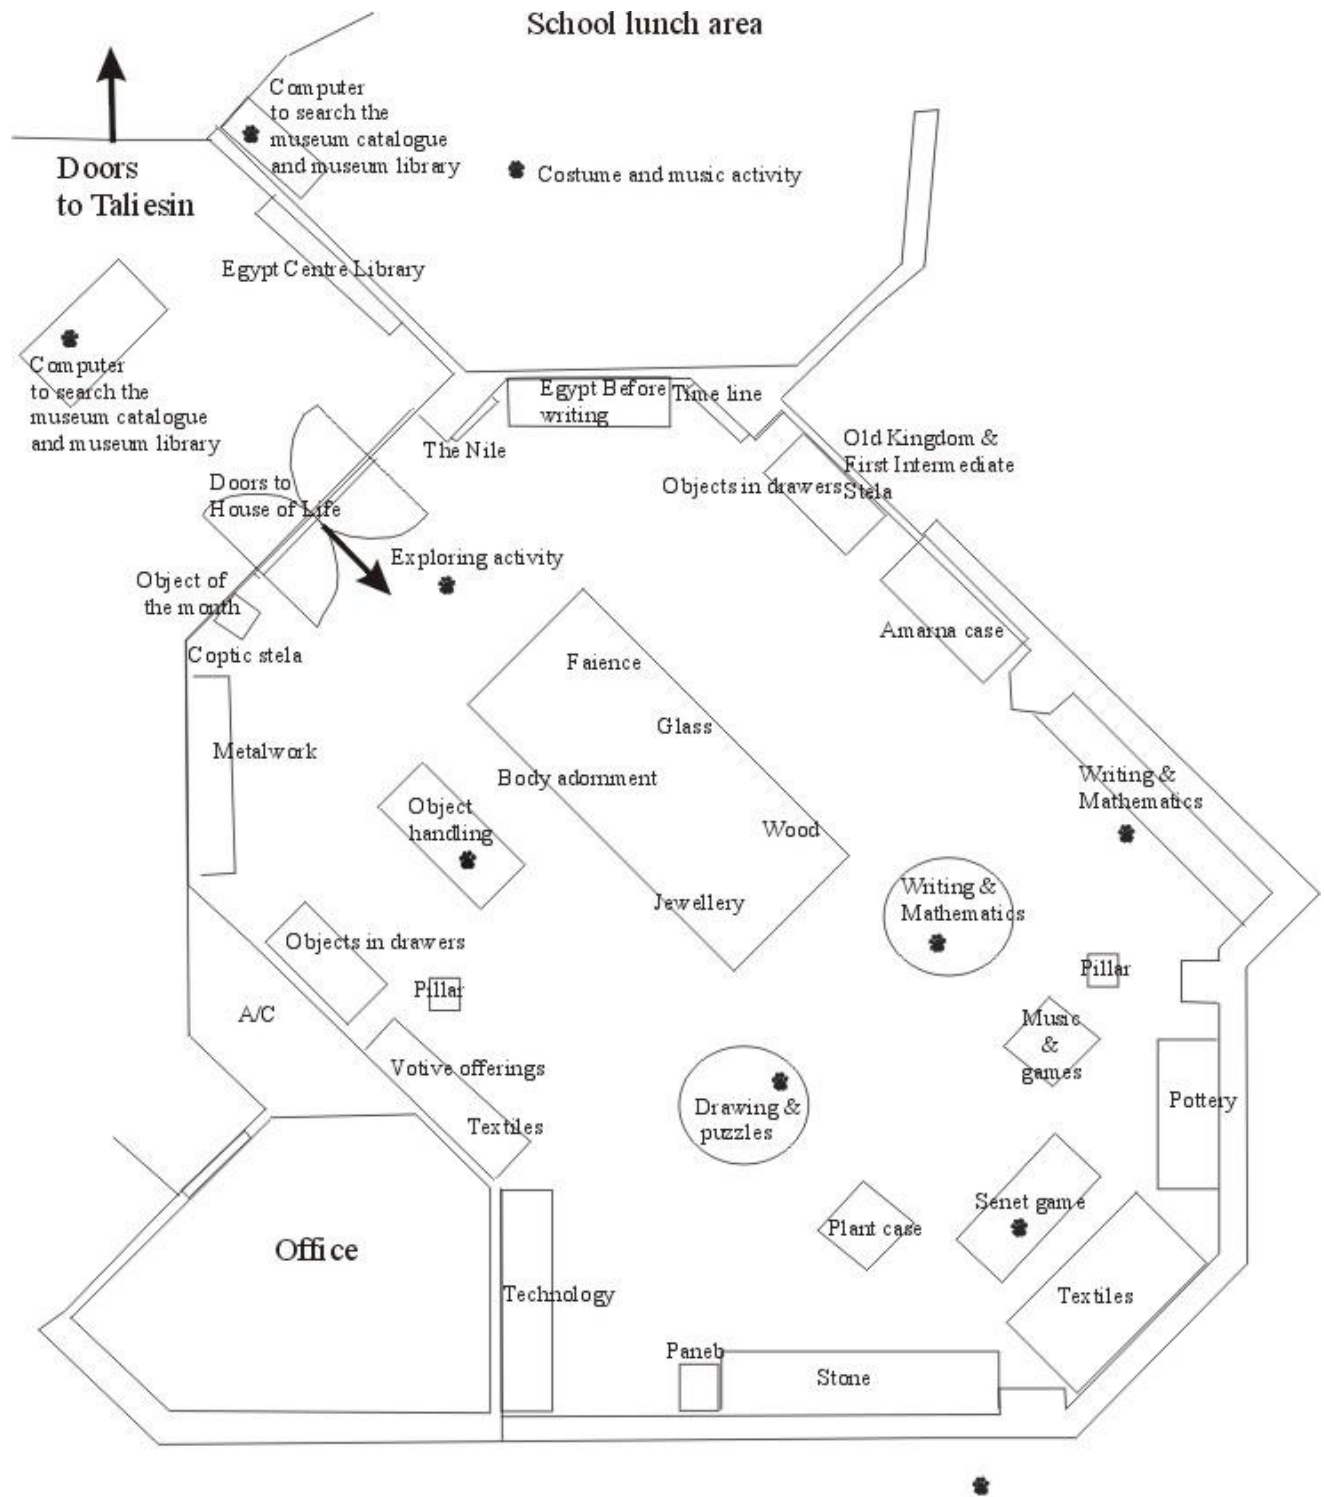 School lunch area
Computer
to search the
museum catalogue
and museum library
Doors
to Taliesin
Costume and music activity
Egypt Centre Library
Computer
to search the
museum catalogue
and museum library
Egypt Before
writing
Time line
The Nile
Old Kingdom &
First Intermediate
Stela
Objects in drawers
Doors to
House of Life
Exploring activity
Object of
the month
Coptic stela
Amarna case
Faience
Glass
Metalwork
Body adornment
Writing &
Mathematics
Object
handling
Wood
Jewellery
Writing &
Mathematics
Objects in drawers
Pillar
Pillar
A/C
Music
&
games
Votive offerings
Textiles
Drawing &
puzzles
Pottery
Senet game
Plant case
Office
Technology
Textiles
Paneb
Stone